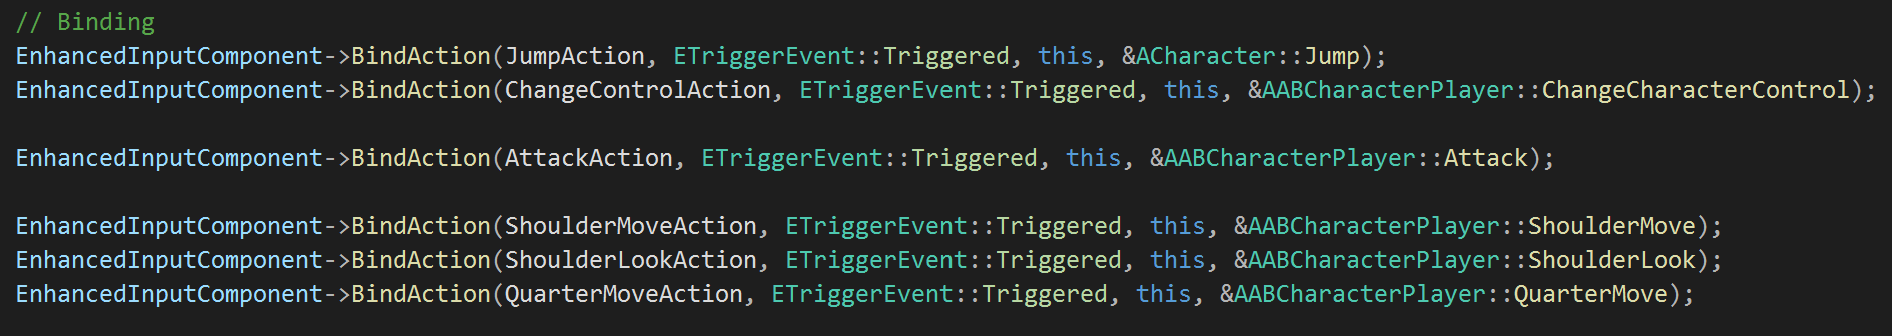 // Binding
EnhancedInputComponent->BindAction(JumpAction, ETriggerEvent::Triggered, this, &ACharacter::Jump);
EnhancedInputComponent->BindAction(ChangeControlAction, ETriggerEvent::Triggered, this, &AABCharacterPlayer::ChangeCharacterControl);
EnhancedInputComponent->BindAction(AttackAction, ETriggerEvent::Triggered, this, &AABCharacterPlayer::Attack);
EnhancedInputComponent->BindAction(ShoulderMoveAction, ETriggerEvent::Triggered, this, &AABCharacterPlayer::ShoulderMove);
EnhancedInputComponent->BindAction(ShoulderLookAction, ETriggerEvent::Triggered, this, &AABCharacterPlayer::ShoulderLook);
EnhancedInputComponent->BindAction(QuarterMoveAction, ETriggerEvent::Triggered, this, &AABCharacterPlayer::QuarterMove);